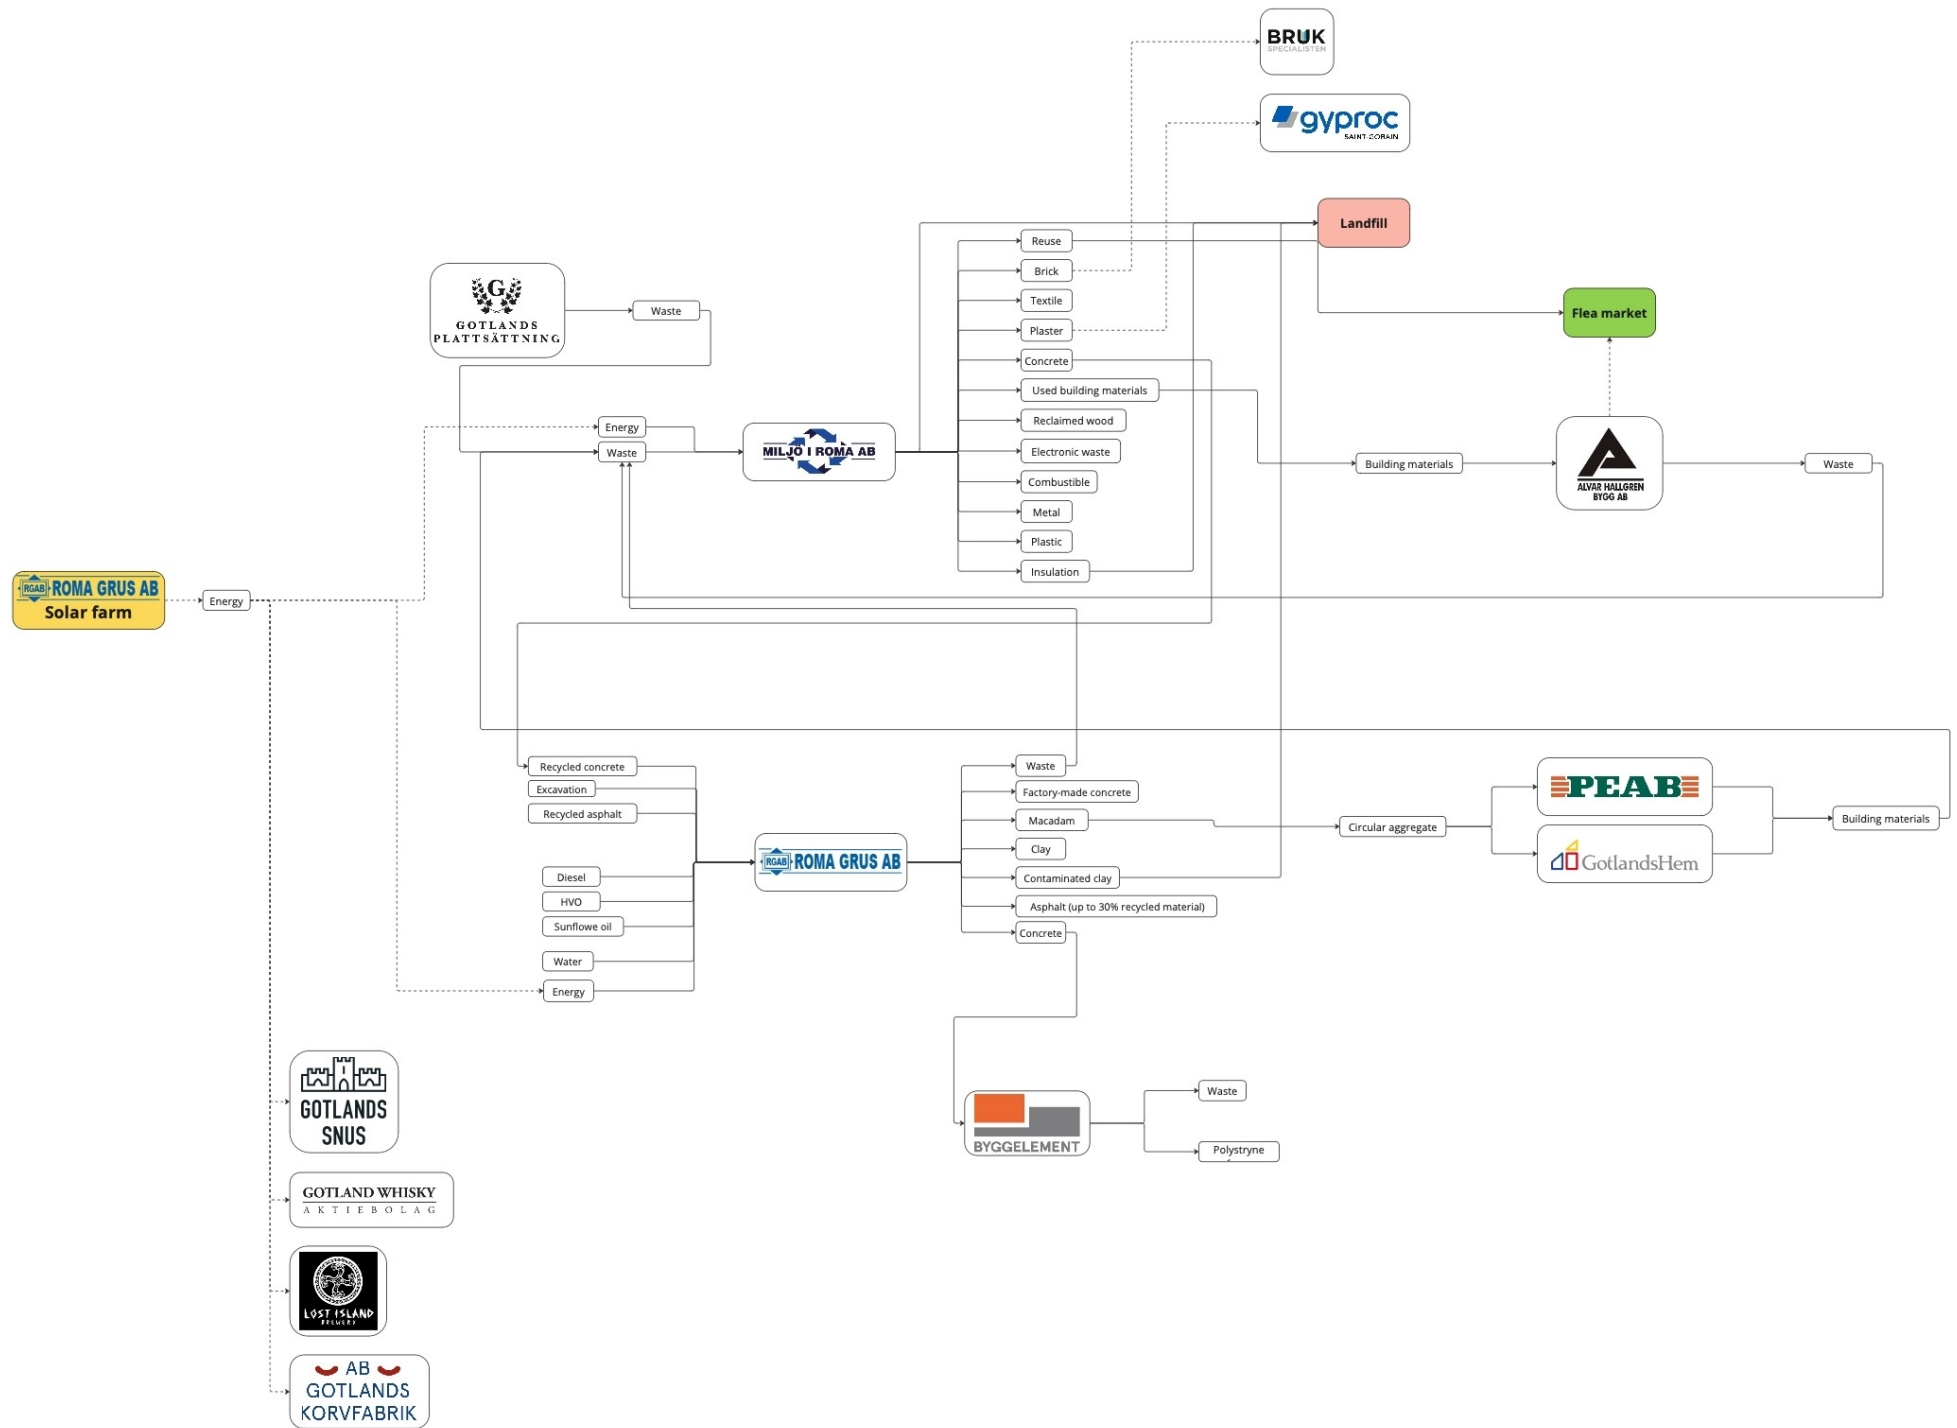 BRUK
SPECIALISTEN
gyproc
SAINT-GOBAIN
Landfill
Reuse
Brick
Textile
Plaster
Concrete
Used building materials
Reclaimed wood
Electronic waste
Combustible
Metal
Plastic
Insulation
G
GOTLANDS
PLATTSÄTTNING
Waste
Flea market
Energy
Waste
MILJÖ I ROMA AB
Building materials
ALVAR HALLGREN
BYGG AB
Waste
RGAB ROMA GRUS AB
Solar farm
Energy
Recycled concrete
Excavation
Recycled asphalt
Diesel
HVO
Sunflowe oil
Water
Energy
RGAB ROMA GRUS AB
Waste
Factory-made concrete
Macadam
Clay
Contaminated clay
Asphalt (up to 30% recycled material)
Concrete
Circular aggregate
PEAB
GotlandsHem
Building materials
GOTLANDS
SNUS
BYGGELEMENT
Waste
Polystryne
GOTLAND WHISKY
AKTIEBOLAG
LOST ISLAND
BREWERY
AB
GOTLANDS
KORVFABRIK